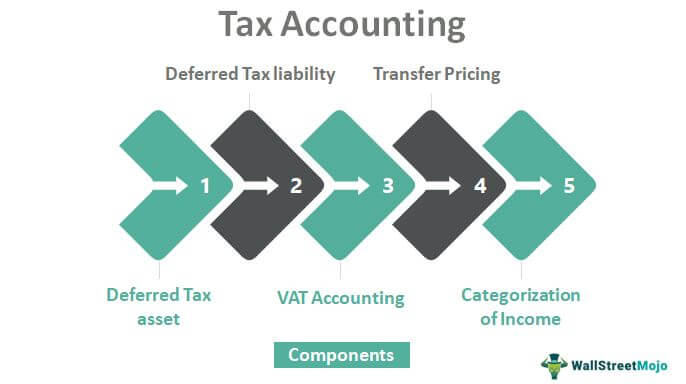 Tax Accounting
Deferred Tax liability
Transfer Pricing
1
2
3
4
5
Deferred Tax
asset
VAT Accounting
Categorization
of Income
Components
WallStreetMojo